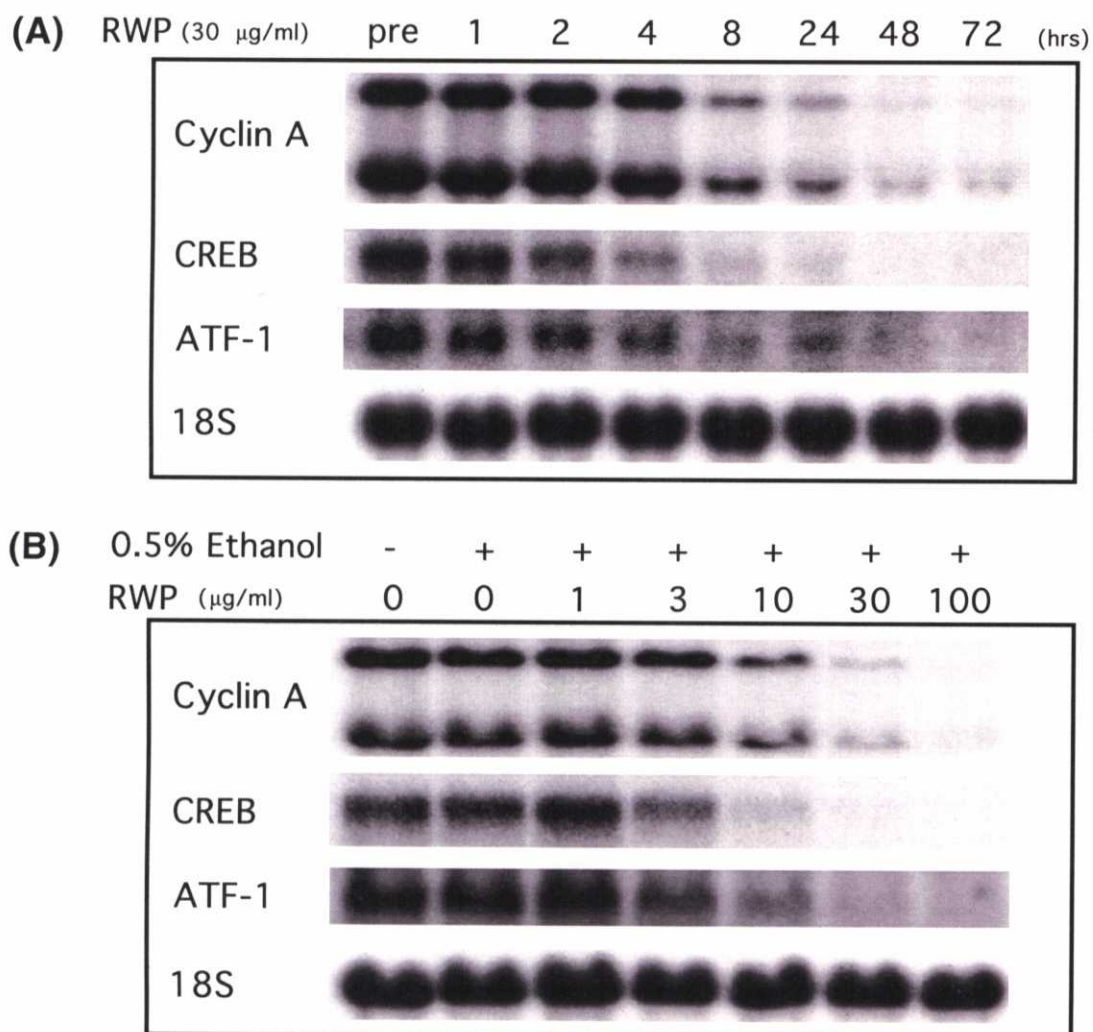 (A) RWP (30 μg/ml) pre 1 2 4 8 24 48 72 (hrs)
Cyclin A
CREB
ATF-1
18S
(B) 0.5% Ethanol - + + + + + +
RWP (μg/ml) 0 0 1 3 10 30 100
Cyclin A
CREB
ATF-1
18S